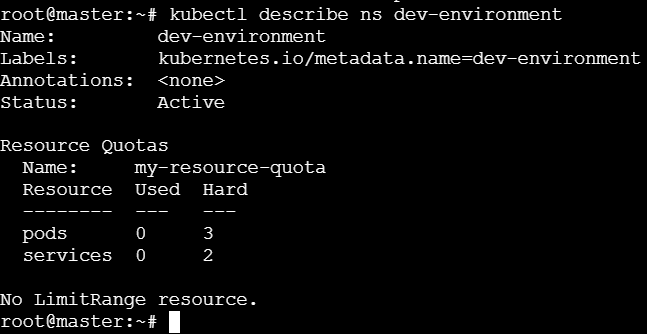 root@master:~# kubectl describe ns dev-environment
Name:         dev-environment
Labels:       kubernetes.io/metadata.name=dev-environment
Annotations:  <none>
Status:       Active
Resource Quotas
  Name:     my-resource-quota
  Resource  Used  Hard
  --------  ---   ---
  pods      0     3
  services  0     2
No LimitRange resource.
root@master:~#